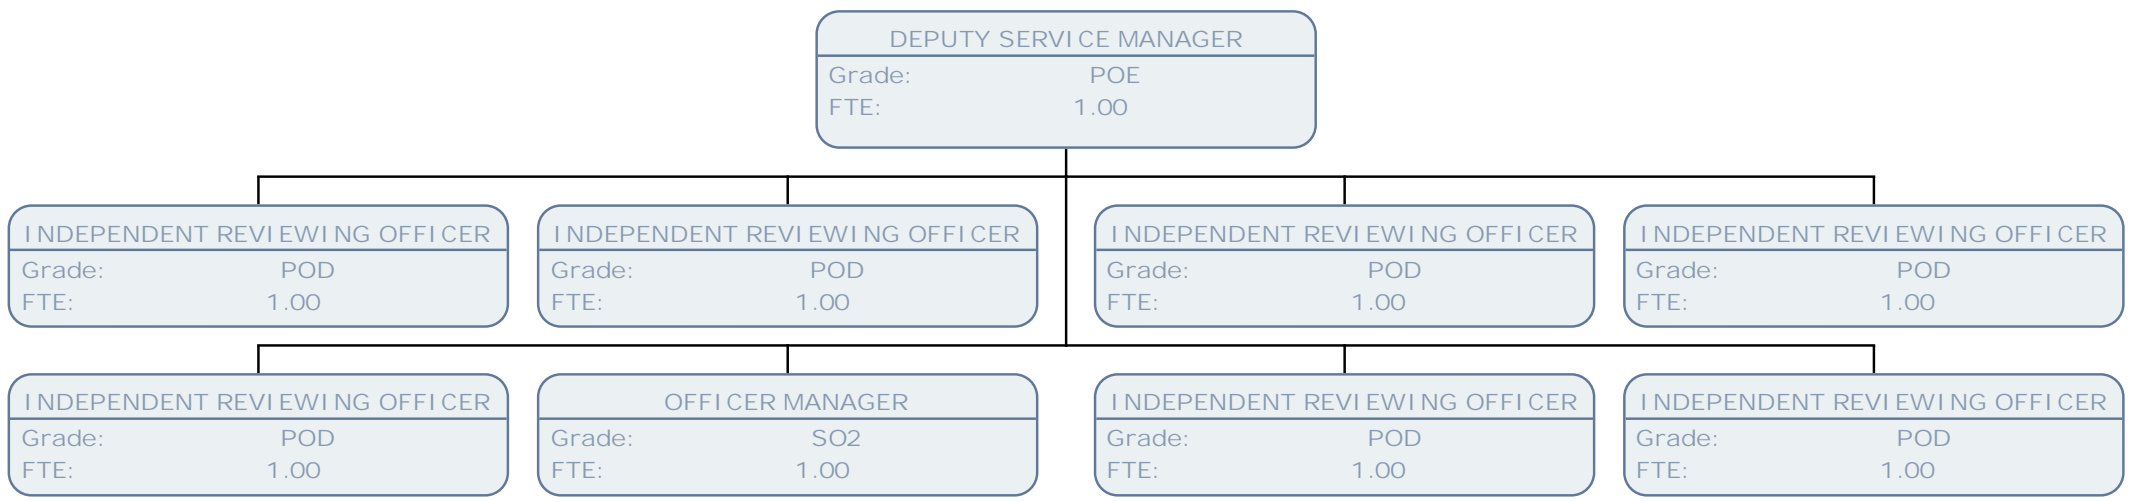 DEPUTY SERVICE MANAGER
Grade: POE
FTE: 1.00
INDEPENDENT REVIEWING OFFICER
Grade: POD
FTE: 1.00
INDEPENDENT REVIEWING OFFICER
Grade: POD
FTE: 1.00
INDEPENDENT REVIEWING OFFICER
Grade: POD
FTE: 1.00
INDEPENDENT REVIEWING OFFICER
Grade: POD
FTE: 1.00
INDEPENDENT REVIEWING OFFICER
Grade: POD
FTE: 1.00
OFFICER MANAGER
Grade: SO2
FTE: 1.00
INDEPENDENT REVIEWING OFFICER
Grade: POD
FTE: 1.00
INDEPENDENT REVIEWING OFFICER
Grade: POD
FTE: 1.00